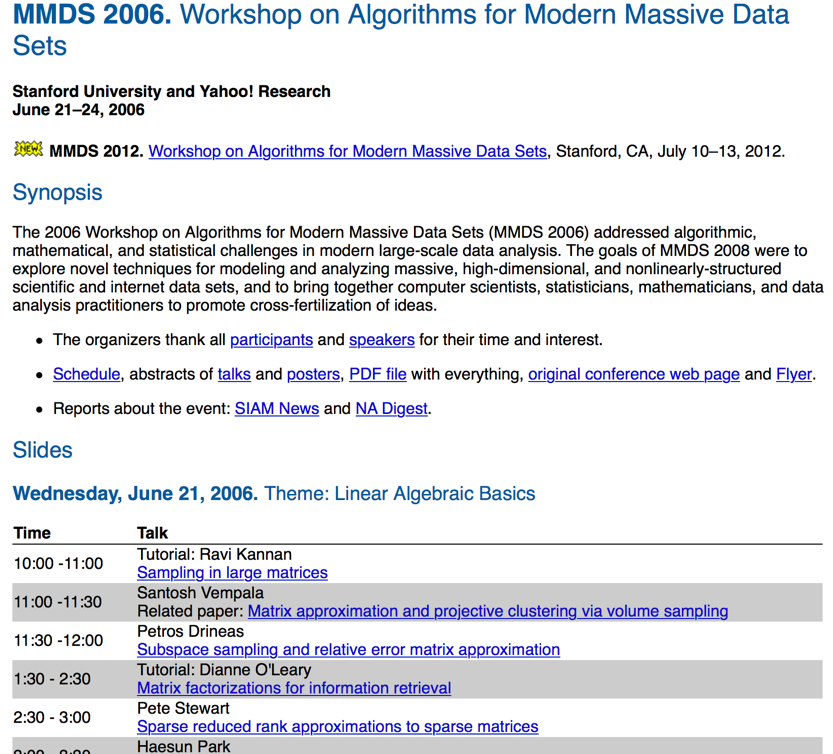 MMDS 2006. Workshop on Algorithms for Modern Massive Data
Sets
Stanford University and Yahoo! Research
June 21–24, 2006
NEW MMDS 2012. Workshop on Algorithms for Modern Massive Data Sets, Stanford, CA, July 10–13, 2012.
Synopsis
The 2006 Workshop on Algorithms for Modern Massive Data Sets (MMDS 2006) addressed algorithmic,
mathematical, and statistical challenges in modern large-scale data analysis. The goals of MMDS 2008 were to
explore novel techniques for modeling and analyzing massive, high-dimensional, and nonlinearly-structured
scientific and internet data sets, and to bring together computer scientists, statisticians, mathematicians, and data
analysis practitioners to promote cross-fertilization of ideas.
• The organizers thank all participants and speakers for their time and interest.
• Schedule, abstracts of talks and posters, PDF file with everything, original conference web page and Flyer.
• Reports about the event: SIAM News and NA Digest.
Slides
Wednesday, June 21, 2006. Theme: Linear Algebraic Basics
Time Talk
10:00 -11:00 Tutorial: Ravi Kannan
Sampling in large matrices
11:00 -11:30 Santosh Vempala
Related paper: Matrix approximation and projective clustering via volume sampling
11:30 -12:00 Petros Drineas
Subspace sampling and relative error matrix approximation
1:30 - 2:30 Tutorial: Dianne O'Leary
Matrix factorizations for information retrieval
2:30 - 3:00 Pete Stewart
Sparse reduced rank approximations to sparse matrices
Haesun Park